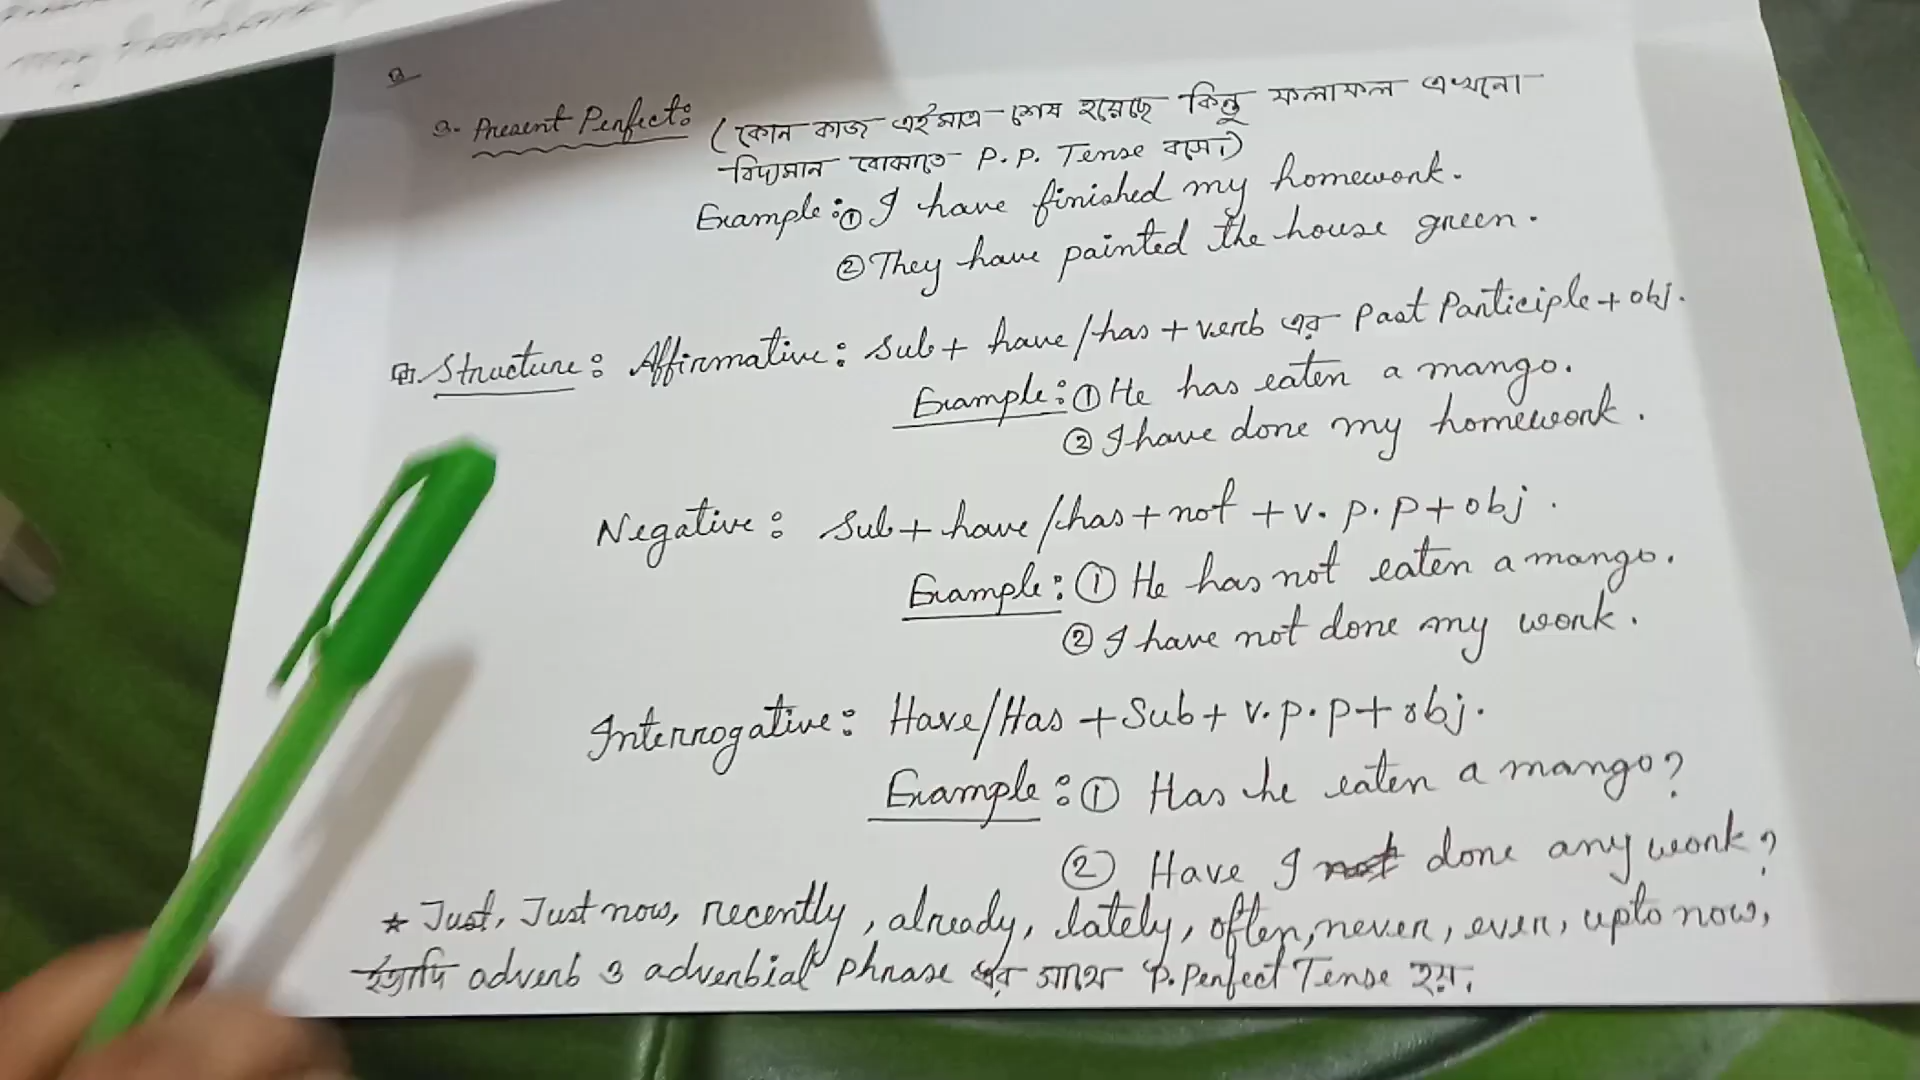 3. Present Perfect: (কোন কাজ এইমাত্র শেষ হয়েছে কিন্তু ফলাফল এখনো
বিদ্যমান বোঝাতে P.P. Tense বসে।)
Example: ① I have finished my homework.
② They have painted the house green.
Structure: Affirmative: Sub + have/has + verb এর Past Participle + obj.
Example: ① He has eaten a mango.
② I have done my homework.
Negative: Sub + have/has + not + v.p.p + obj.
Example: ① He has not eaten a mango.
② I have not done my work.
Interrogative: Have/Has + Sub + v.p.p + obj.
Example: ① Has he eaten a mango?
② Have I done any work?
★ Just, Just now, recently, already, lately, often, never, ever, upto now,
ইত্যাদি adverb ও adverbial phrase এর সাথে P. Perfect Tense হয়।